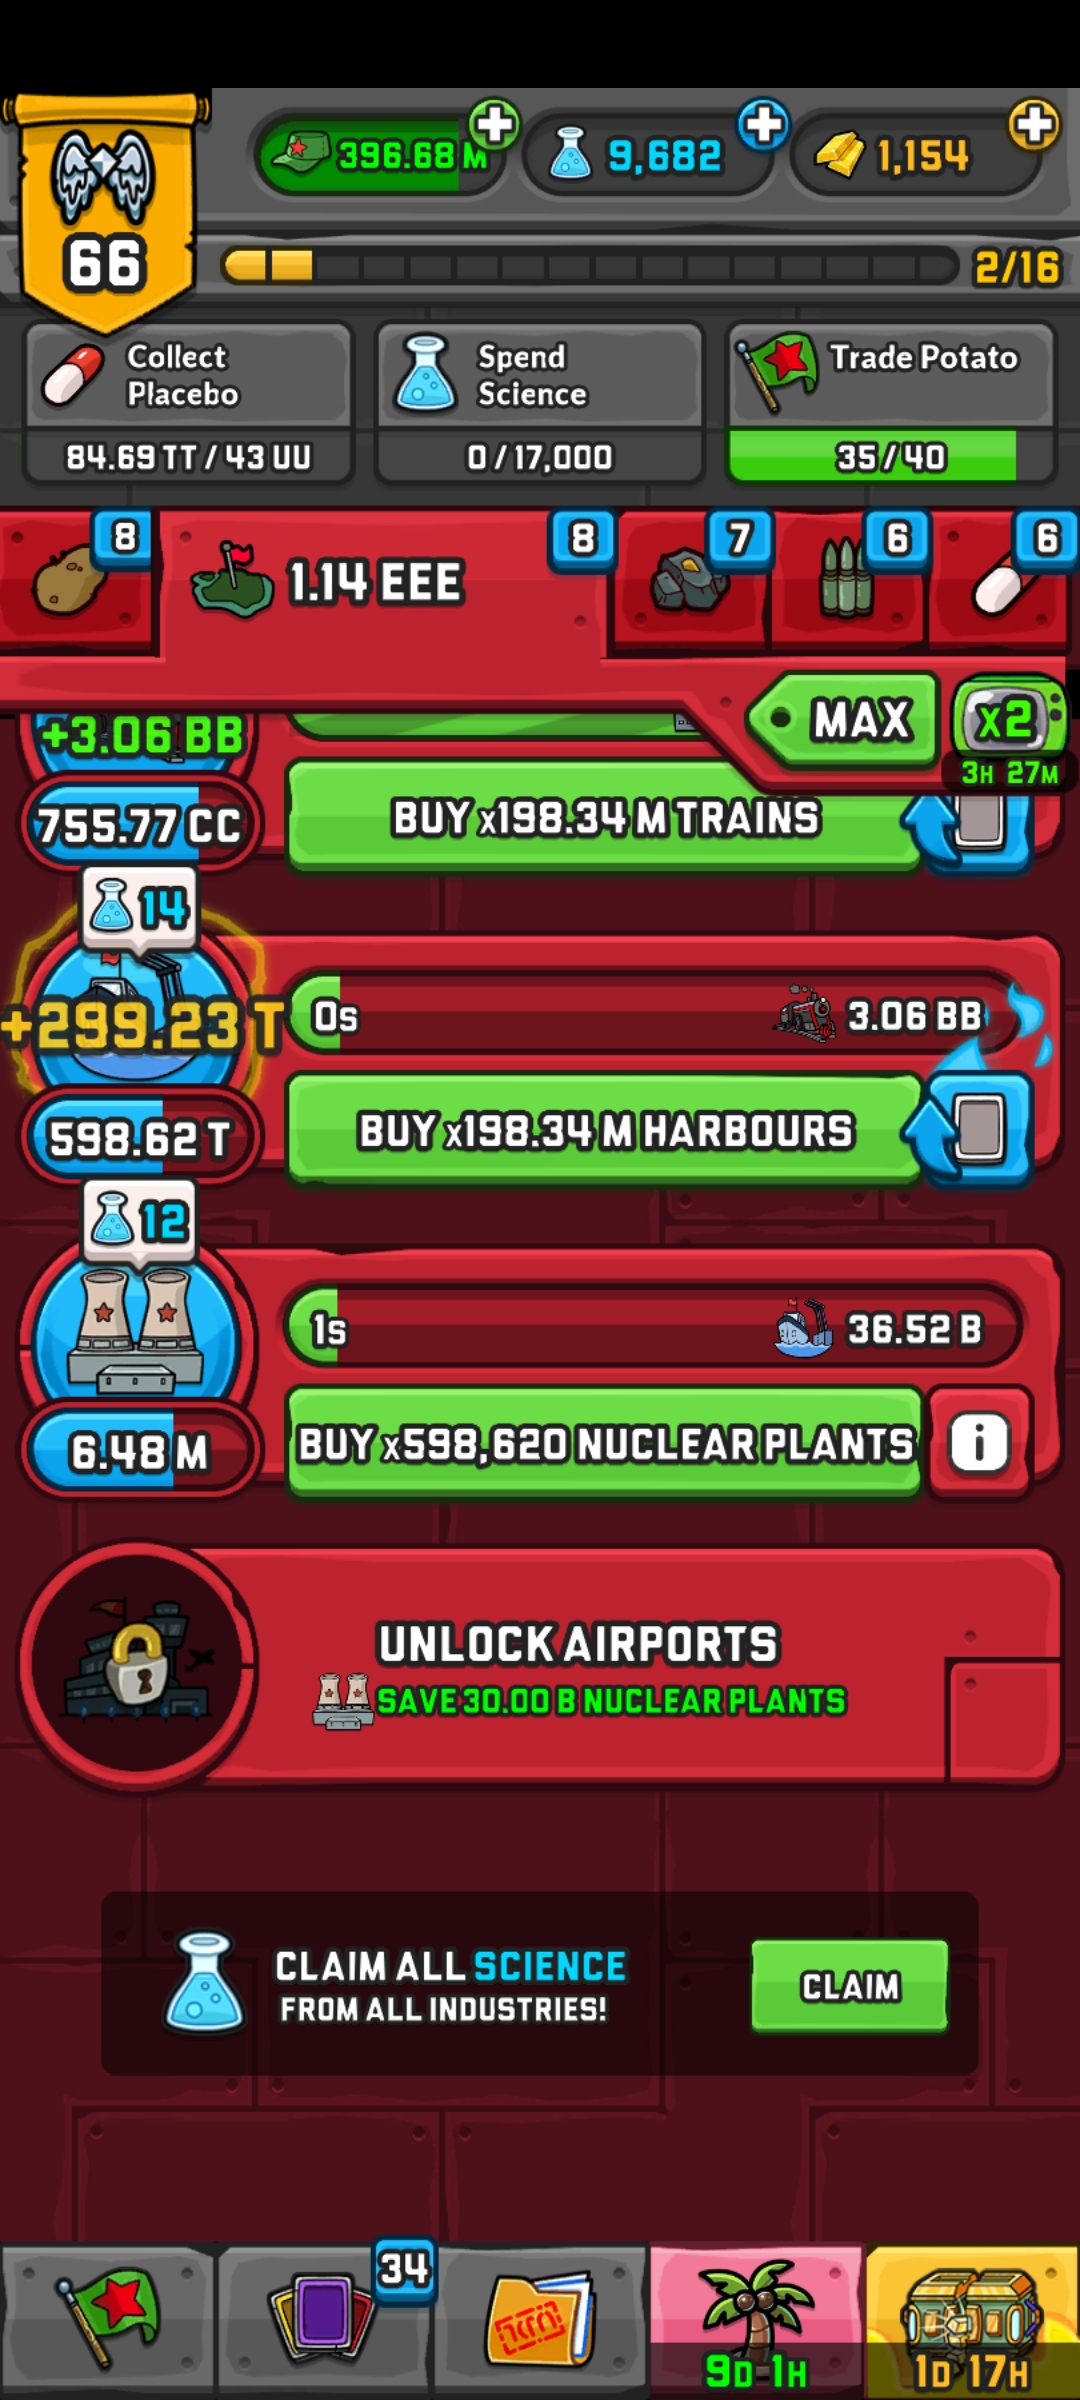 396.68 M
9,682
1,154
66
2/16
Collect
Placebo
84.69 TT / 43 UU
Spend
Science
0 / 17,000
Trade Potato
35 / 40
8
1.14 EEE
8
7
6
6
MAX
x2
3H 27M
+3.06 BB
755.77 CC
BUY x198.34 M TRAINS
14
+299.23 T
0s
3.06 BB
598.62 T
BUY x198.34 M HARBOURS
12
1s
36.52 B
6.48 M
BUY x598,620 NUCLEAR PLANTS
i
UNLOCK AIRPORTS
SAVE 30.00 B NUCLEAR PLANTS
CLAIM ALL SCIENCE
FROM ALL INDUSTRIES!
CLAIM
34
9D 1H
1D 17H